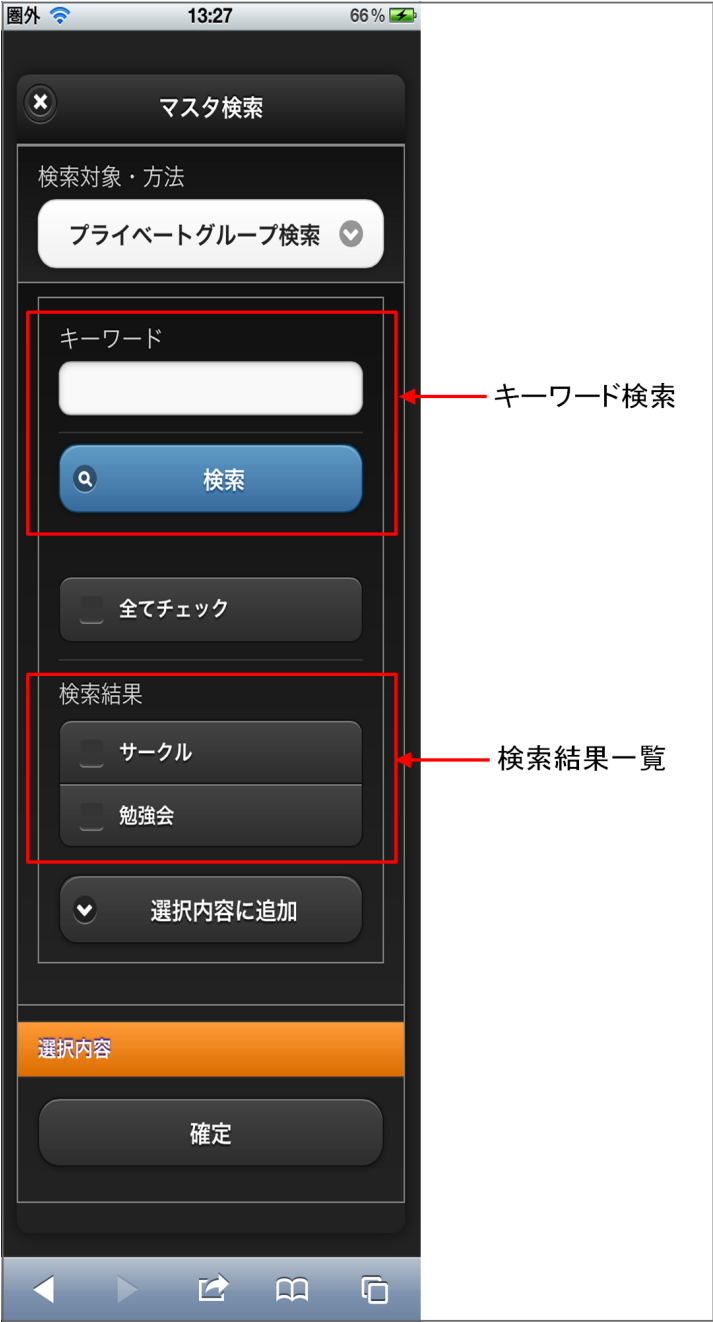 圏外 13:27 66%
マスタ検索
検索対象・方法
プライベートグループ検索
キーワード
キーワード検索
検索
全てチェック
検索結果
サークル
検索結果一覧
勉強会
選択内容に追加
選択内容
確定